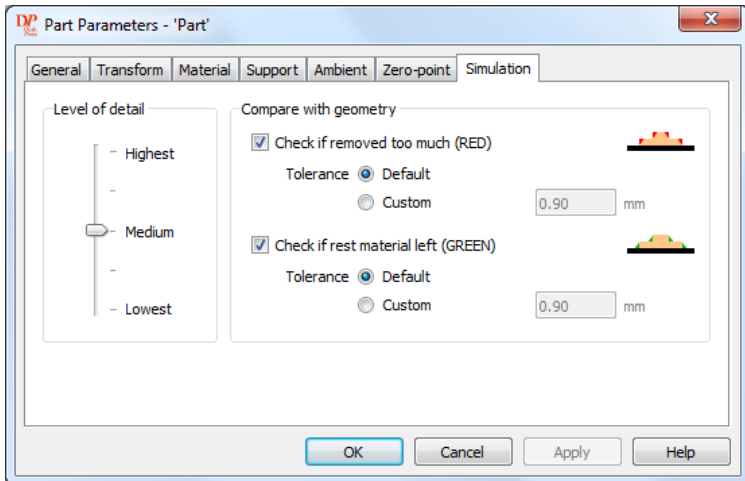 DP Part Parameters - 'Part'
General Transform Material Support Ambient Zero-point Simulation
Level of detail
Highest
Medium
Lowest
Compare with geometry
Check if removed too much (RED)
Tolerance Default
Custom 0.90 mm
Check if rest material left (GREEN)
Tolerance Default
Custom 0.90 mm
OK Cancel Apply Help